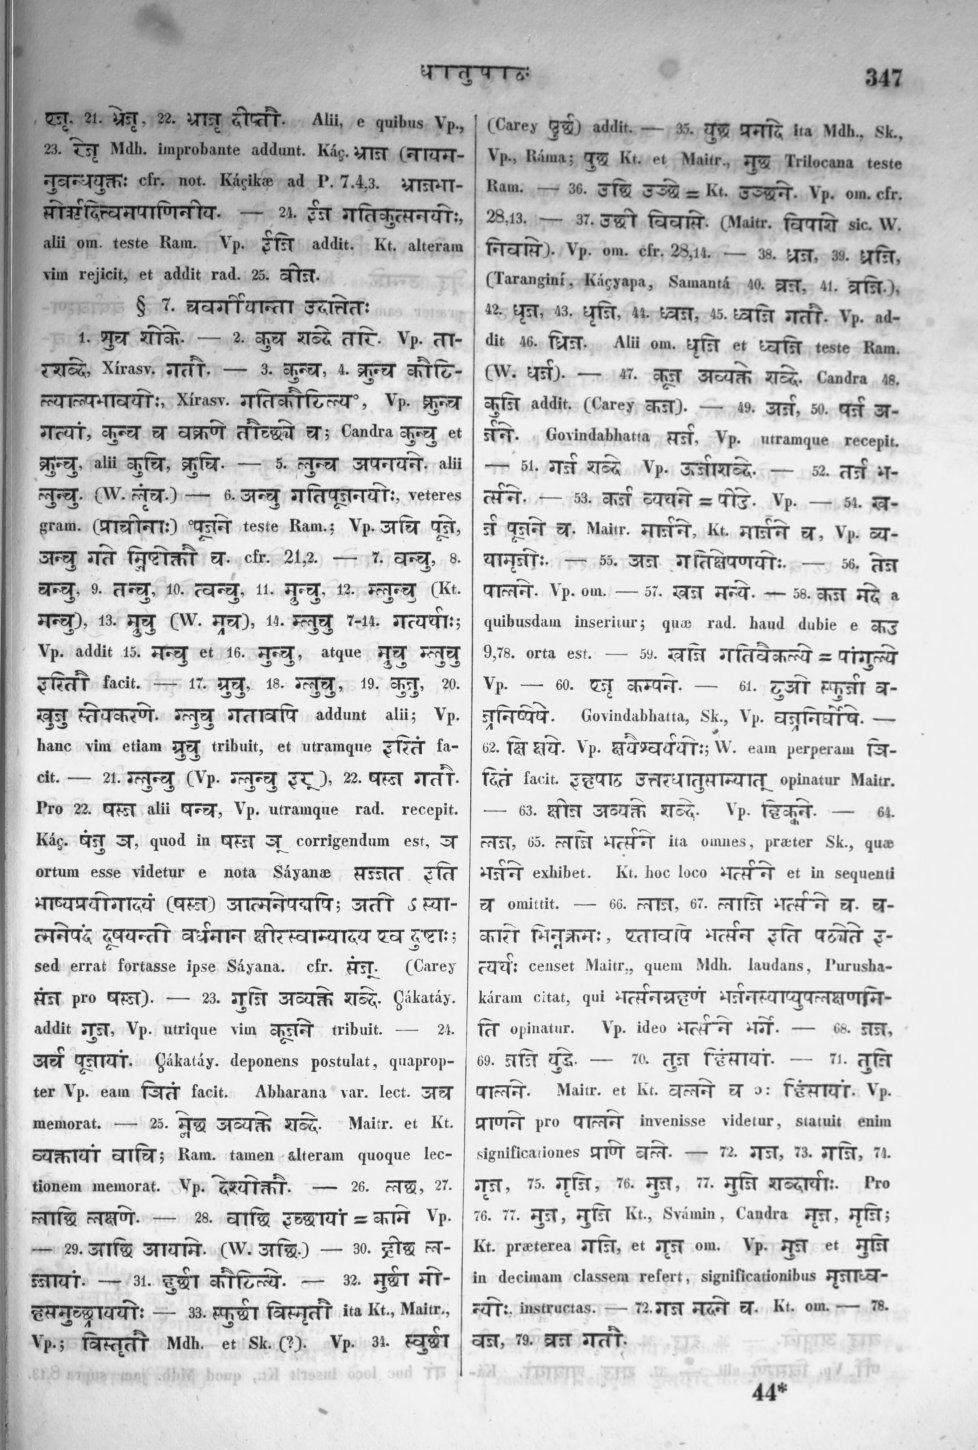 धातुपाठः
347
एजृ. 21. भ्रेजृ, 22. भ्राजृ दीप्तौ. Alii, e quibus Vp.,
23. रेजृ Mdh. improbante addunt. Káç. भ्राज (नायम-
नुबन्धयुक्तः cfr. not. Káçikæ ad P. 7.4,3. भ्राजभा-
सोर्ऋदित्त्वमपाणिनीय. — 24. ईज गतिकुत्सनयोः,
alii om. teste Ram. Vp. ईजि addit. Kt. alteram
vim rejicit, et addit rad. 25. वीज.
§ 7. चवर्गीयान्ता उदात्तेतः
1. शुच शोके. — 2. कुच शब्दे तारे. Vp. ता-
रशब्दे, Xírasv. गतौ. — 3. कुन्च, 4. क्रुन्च कौटि-
ल्याल्पभावयोः, Xírasv. गतिकौटिल्य°, Vp. क्रुन्च
गत्यां, कुन्च च वक्रणे तौच्छ्ये च; Candra कुन्चु et
क्रुन्चु, alii कुचि, क्रुचि. — 5. लुन्च अपनयने. alii
लुन्चु. (W. लृंच.) — 6. अन्चु गतिपूजनयोः, veteres
gram. (प्राचीनाः) °पूजने teste Ram.; Vp. अचि पूजे,
अन्चु गते म्लिष्टोक्तौ च. cfr. 21,2. — 7. वन्चु, 8.
चन्चु, 9. तन्चु, 10. त्वन्चु, 11. म्रुन्चु, 12. म्लुन्चु (Kt.
मन्चु), 13. म्रुचु (W. म्रच), 14. म्लुचु 7-14. गत्यर्थाः;
Vp. addit 15. मन्चु et 16. मुन्चु, atque म्रुचु म्लुचु
इरितौ facit. — 17. ग्रुचु, 18. ग्लुचु, 19. कुजु, 20.
खुजु स्तेयकरणे. ग्लुचु गतावपि addunt alii; Vp.
hanc vim etiam ग्रुचु tribuit, et utramque इरितं fa-
cit. — 21. ग्लुन्चु (Vp. ग्लुन्चु इर्), 22. षस्ज गतौ.
Pro 22. षस्ज alii षन्च, Vp. utramque rad. recepit.
Káç. षंजु ञ, quod in षस्ज ञ् corrigendum est, ञ
ortum esse videtur e nota Sáyanæ सज्जत इति
भाष्यप्रयोगादयं (षस्ज) आत्मनेपद्यपि; अतो ऽस्या-
त्मनेपदं दूषयन्तो वर्धमान क्षीरस्वाम्यादय एव दुष्टाः;
sed errat fortasse ipse Sáyana. cfr. संज्. (Carey
संज pro षस्ज). — 23. गुजि अव्यक्ते शब्दे. Çákatáy.
addit गुज, Vp. utrique vim कूजने tribuit. — 24.
अर्च पूजायां. Çákatáy. deponens postulat, quaprop-
ter Vp. eam ञितं facit. Abharana var. lect. अच
memorat. — 25. म्लेछ अव्यक्ते शब्दे. Maitr. et Kt.
व्यक्तायां वाचि; Ram. tamen alteram quoque lec-
tionem memorat. Vp. देश्योक्तौ. — 26. लछ, 27.
लाछि लक्षणे. — 28. वाछि इच्छायां = कामे Vp.
— 29. आछि आयामे. (W. अछि.) — 30. ह्रीछ ल-
ज्जायां. — 31. हुर्छा कौटिल्ये. — 32. मुर्छा मो-
हसमुच्छ्राययोः — 33. स्फुर्छा विस्मृतौ ita Kt., Maitr.,
Vp.; विस्तृतौ Mdh. et Sk. (?). Vp. 34. स्वुर्छा
(Carey षुर्छ) addit. — 35. युछ प्रमादे ita Mdh., Sk.,
Vp., Ráma; पुछ Kt. et Maitr., मुछ Trilocana teste
Ram. — 36. उछि उञ्छे = Kt. उञ्छने. Vp. om. cfr.
28,13. — 37. उछी विवासे. (Maitr. विपाशे sic. W.
निवासे). Vp. om. cfr. 28,14. — 38. ध्रज, 39. ध्रजि,
(Tarangini, Káçyapa, Samantá 40. व्रज, 41. व्रजि.),
42. धृज, 43. धृजि, 44. ध्वज, 45. ध्वजि गतौ. Vp. ad-
dit 46. ध्रिज. Alii om. धृजि et ध्वजि teste Ram.
(W. धर्ज). — 47. कूज अव्यक्ते शब्दे. Candra 48.
कुजि addit. (Carey कज). — 49. अर्ज, 50. षर्ज अ-
र्जने. Govindabhatta सर्ज, Vp. utramque recepit.
— 51. गर्ज शब्दे Vp. ऊर्जाशब्दे. — 52. तर्ज भ-
र्त्सने. — 53. कर्ज व्यथने = पीडे. Vp. — 54. ख-
र्ज पूजने च. Maitr. मार्जने, Kt. मार्जने च, Vp. व्य-
थामृजोः. — 55. अज गतिक्षेपणयोः. — 56. तेज
पालने. Vp. om. — 57. खज मन्थे. — 58. कज मदे a
quibusdam inseritur; quæ rad. haud dubie e कड
9,78. orta est. — 59. खजि गतिवैकल्ये = पांगुल्ये
Vp. — 60. एजृ कम्पने. — 61. टुओ स्फुर्जा व-
ज्रनिष्पेषे. Govindabhatta, Sk., Vp. वज्रनिर्घोषे. —
62. क्षि क्षये. Vp. क्षयैश्वर्ययोः; W. eam perperam ञि-
दितं facit. इहपाठ उत्तरधातुसाम्यात् opinatur Maitr.
— 63. क्षीज अव्यक्ते शब्दे. Vp. हिक्कूने. — 64.
लज, 65. लजि भर्त्सने ita omnes, præter Sk., quæ
भर्जने exhibet. Kt. hoc loco भर्त्सने et in sequenti
च omittit. — 66. लाज, 67. लाजि भर्त्सने च. च-
कारो भिन्नक्रमः, एतावपि भर्त्सन इति पठ्येते इ-
त्यर्थः censet Maitr., quem Mdh. laudans, Purusha-
káram citat, qui भर्त्सनग्रहणं भर्जनस्याप्युपलक्षणमि-
ति opinatur. Vp. ideo भर्त्सने भर्गे. — 68. जज,
69. जजि युद्धे. — 70. तुज हिंसायां. — 71. तुजि
पालने. Maitr. et Kt. वलने च ɔ: हिंसायां. Vp.
प्राणने pro पालने invenisse videtur, statuit enim
significationes प्राणे बले. — 72. गज, 73. गजि, 74.
गृज, 75. गृजि, 76. मुज, 77. मुजि शब्दार्थाः. Pro
76. 77. मुज, मुजि Kt., Svámin, Candra मृज, मृजि;
Kt. præterea गजि, et गृज om. Vp. मुज et मुजि
in decimam classem refert, significationibus मृजाध्व-
न्योः, instructas. — 72. गज मदने च. Kt. om. — 78.
वज, 79. व्रज गतौ.
44*